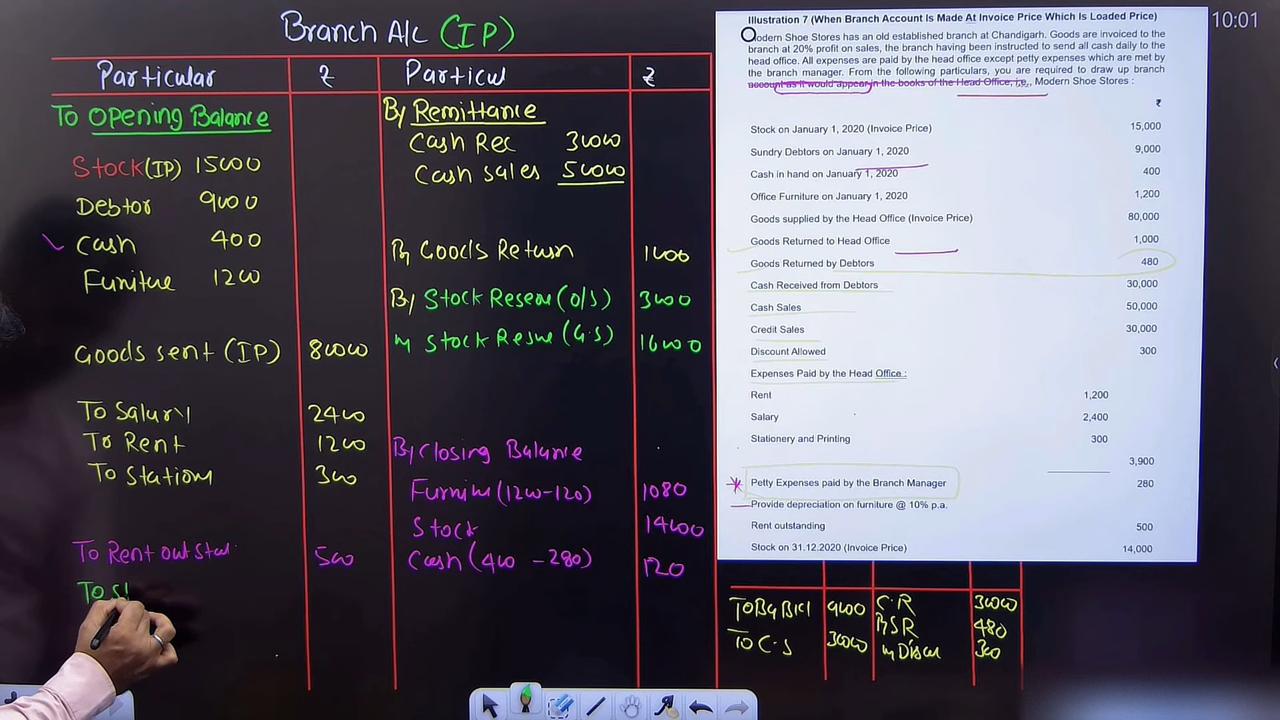 Branch A/c (IP)
Particular ₹ Particul ₹
To Opening Balance
Stock (IP) 15000
Debtor 9000
Cash 400
Furniture 1200
Goods sent (IP) 80000
To Salary 2400
To Rent 1200
To Station 300
To Rent out Stat. 500
To St
By Remittance
Cash Rec 30000
Cash Sales 50000
By Goods Return 1000
By Stock Reserve (O/S) 3000
" Stock Resve (G.S) 16000
By Closing Balance
Furnitue (1200-120) 1080
Stock 14000
Cash (400 - 280) 120
Illustration 7 (When Branch Account Is Made At Invoice Price Which Is Loaded Price)
Modern Shoe Stores has an old established branch at Chandigarh. Goods are invoiced to the
branch at 20% profit on sales, the branch having been instructed to send all cash daily to the
head office. All expenses are paid by the head office except petty expenses which are met by
the branch manager. From the following particulars, you are required to draw up branch
account as it would appear in the books of the Head Office, i.e., Modern Shoe Stores :
₹
Stock on January 1, 2020 (Invoice Price) 15,000
Sundry Debtors on January 1, 2020 9,000
Cash in hand on January 1, 2020 400
Office Furniture on January 1, 2020 1,200
Goods supplied by the Head Office (Invoice Price) 80,000
Goods Returned to Head Office 1,000
Goods Returned by Debtors 480
Cash Received from Debtors 30,000
Cash Sales 50,000
Credit Sales 30,000
Discount Allowed 300
Expenses Paid by the Head Office :
Rent 1,200
Salary 2,400
Stationery and Printing 300
3,900
Petty Expenses paid by the Branch Manager 280
Provide depreciation on furniture @ 10% p.a.
Rent outstanding 500
Stock on 31.12.2020 (Invoice Price) 14,000
10:01
9000 C.R 30000
To C.S 30000 480
300